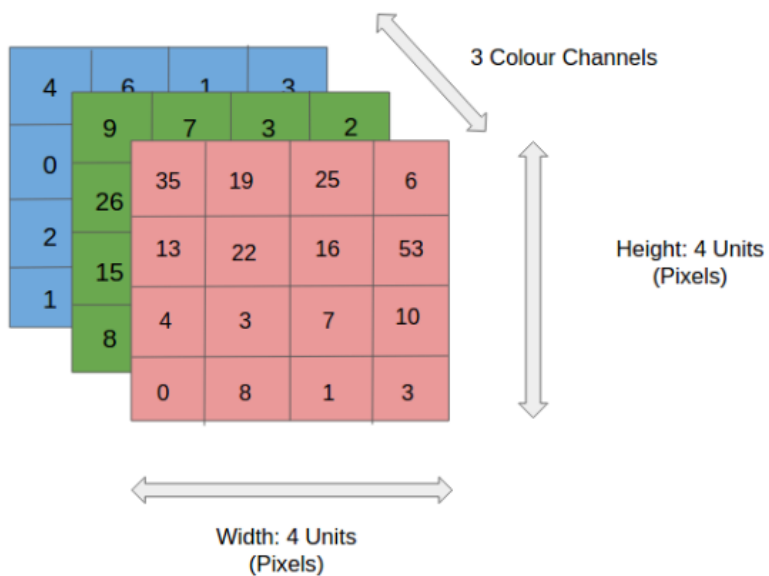 3 Colour Channels
4 6 1 3
9 7 3 2
0
35 19 25 6
26
2
13 22 16 53
Height: 4 Units
(Pixels)
15
1
4 3 7 10
8
0 8 1 3
Width: 4 Units
(Pixels)